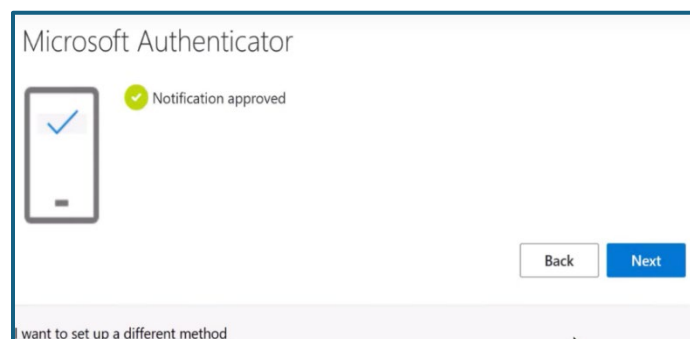 Microsoft Authenticator
Notification approved
Back
Next
I want to set up a different method